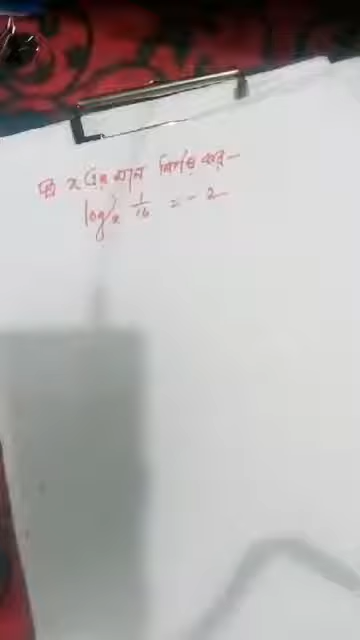 x এর মান নির্ণয় কর—
logₓ 1/16 = - 2